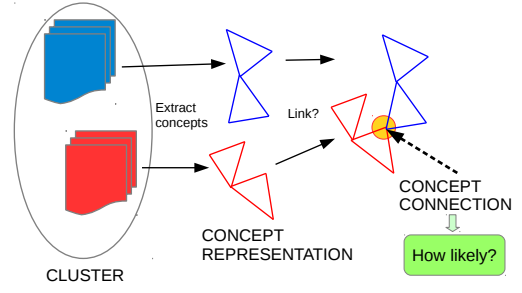 Extract
concepts
Link?
CONCEPT
REPRESENTATION
CONCEPT
CONNECTION
How likely?
CLUSTER